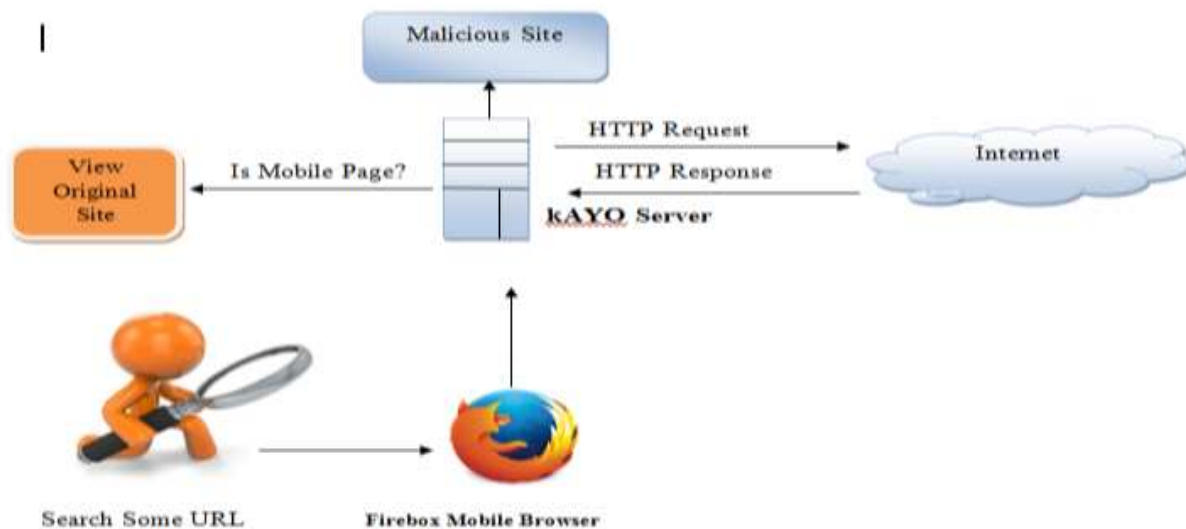 Malicious Site
HTTP Request
Internet
View
Original
Site
Is Mobile Page?
HTTP Response
kAYO Server
Search Some URL
Firebox Mobile Browser